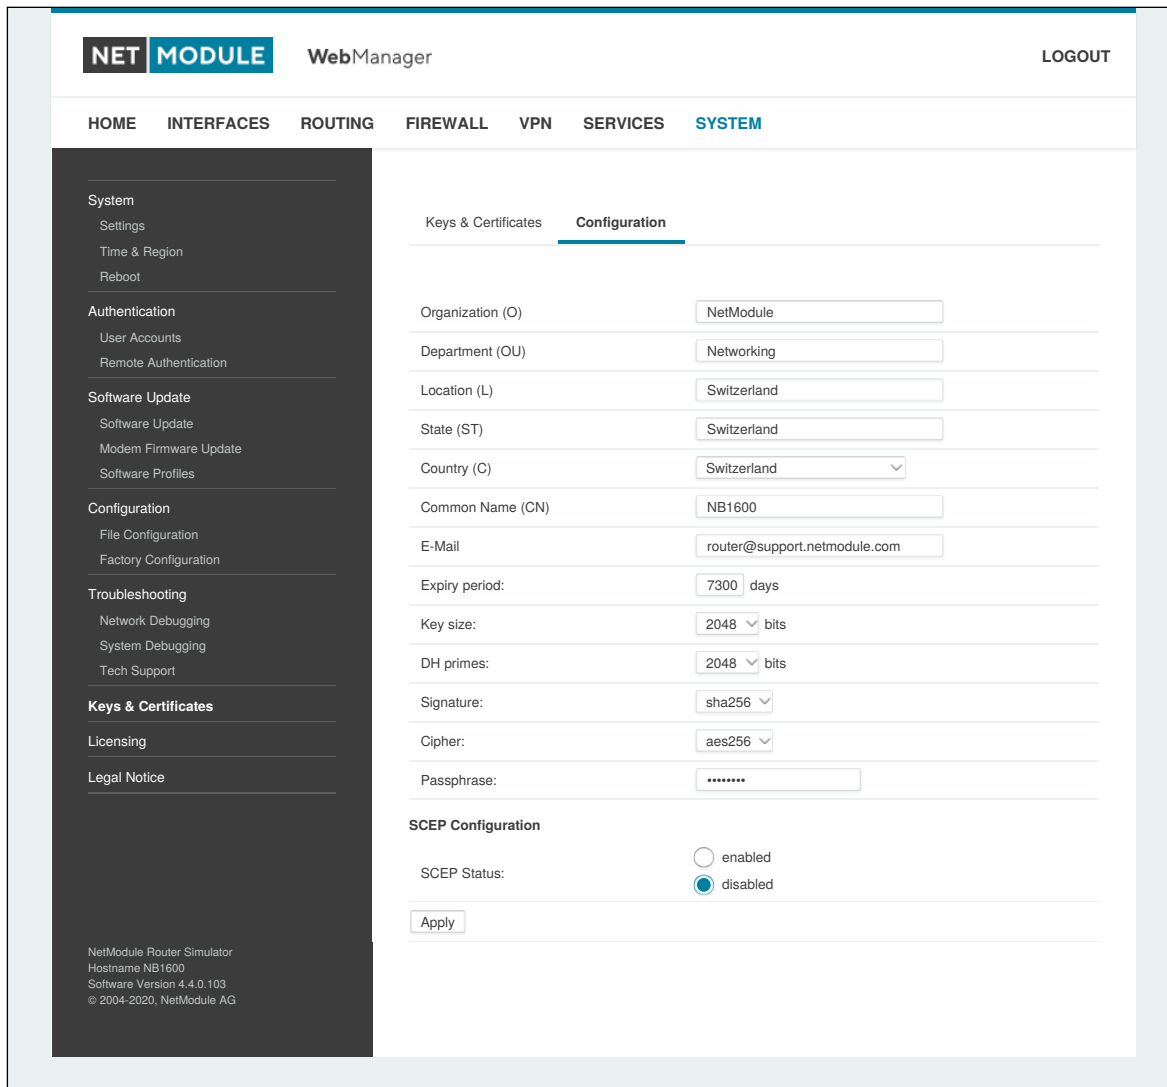 NET MODULE WebManager LOGOUT
HOME INTERFACES ROUTING FIREWALL VPN SERVICES SYSTEM
System
Settings
Time & Region
Reboot
Authentication
User Accounts
Remote Authentication
Software Update
Software Update
Modem Firmware Update
Software Profiles
Configuration
File Configuration
Factory Configuration
Troubleshooting
Network Debugging
System Debugging
Tech Support
Keys & Certificates
Licensing
Legal Notice
NetModule Router Simulator
Hostname NB1600
Software Version 4.4.0.103
© 2004-2020, NetModule AG
Keys & Certificates Configuration
Organization (O) NetModule
Department (OU) Networking
Location (L) Switzerland
State (ST) Switzerland
Country (C) Switzerland
Common Name (CN) NB1600
E-Mail router@support.netmodule.com
Expiry period: 7300 days
Key size: 2048 bits
DH primes: 2048 bits
Signature: sha256
Cipher: aes256
Passphrase: ••••••••
SCEP Configuration
SCEP Status: enabled
disabled
Apply